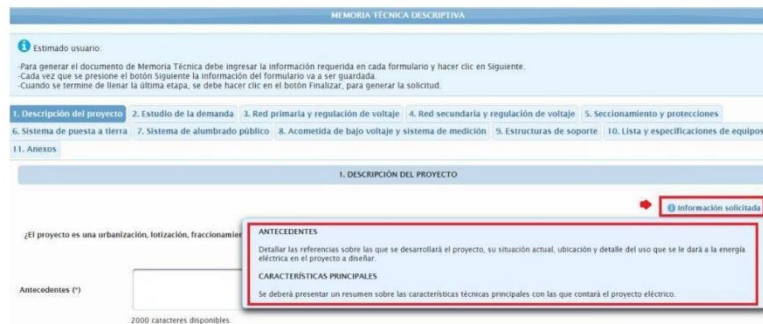 MEMORIA TÉCNICA DESCRIPTIVA
Estimado usuario:
-Para generar el documento de Memoria Técnica debe ingresar la información requerida en cada formulario y hacer clic en Siguiente.
-Cada vez que se presione el botón Siguiente la información del formulario va a ser guardada.
-Cuando se termine de llenar la última etapa, se debe hacer clic en el botón Finalizar, para generar la solicitud.
1. Descripción del proyecto 2. Estudio de la demanda 3. Red primaria y regulación de voltaje 4. Red secundaria y regulación de voltaje 5. Seccionamiento y protecciones
6. Sistema de puesta a tierra 7. Sistema de alumbrado público 8. Acometida de bajo voltaje y sistema de medición 9. Estructuras de soporte 10. Lista y especificaciones de equipos
11. Anexos
1. DESCRIPCIÓN DEL PROYECTO
Información solicitada
¿El proyecto es una urbanización, lotización, fraccionamie
ANTECEDENTES
Detallar las referencias sobre las que se desarrollará el proyecto, su situación actual, ubicación y detalle del uso que se le dará a la energía
eléctrica en el proyecto a diseñar.
CARACTERÍSTICAS PRINCIPALES
Se deberá presentar un resumen sobre las características técnicas principales con las que contará el proyecto eléctrico.
Antecedentes (*)
2000 caracteres disponibles.